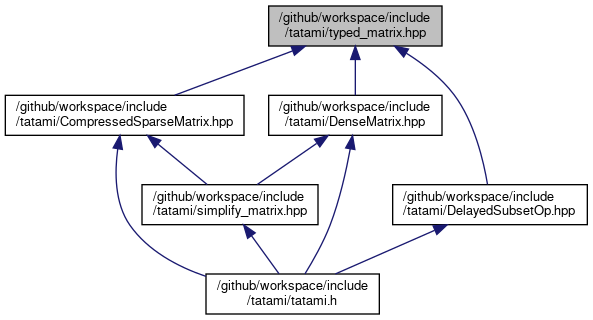 /github/workspace/include
/tatami/typed_matrix.hpp
/github/workspace/include
/tatami/CompressedSparseMatrix.hpp
/github/workspace/include
/tatami/DenseMatrix.hpp
/github/workspace/include
/tatami/simplify_matrix.hpp
/github/workspace/include
/tatami/DelayedSubsetOp.hpp
/github/workspace/include
/tatami/tatami.h